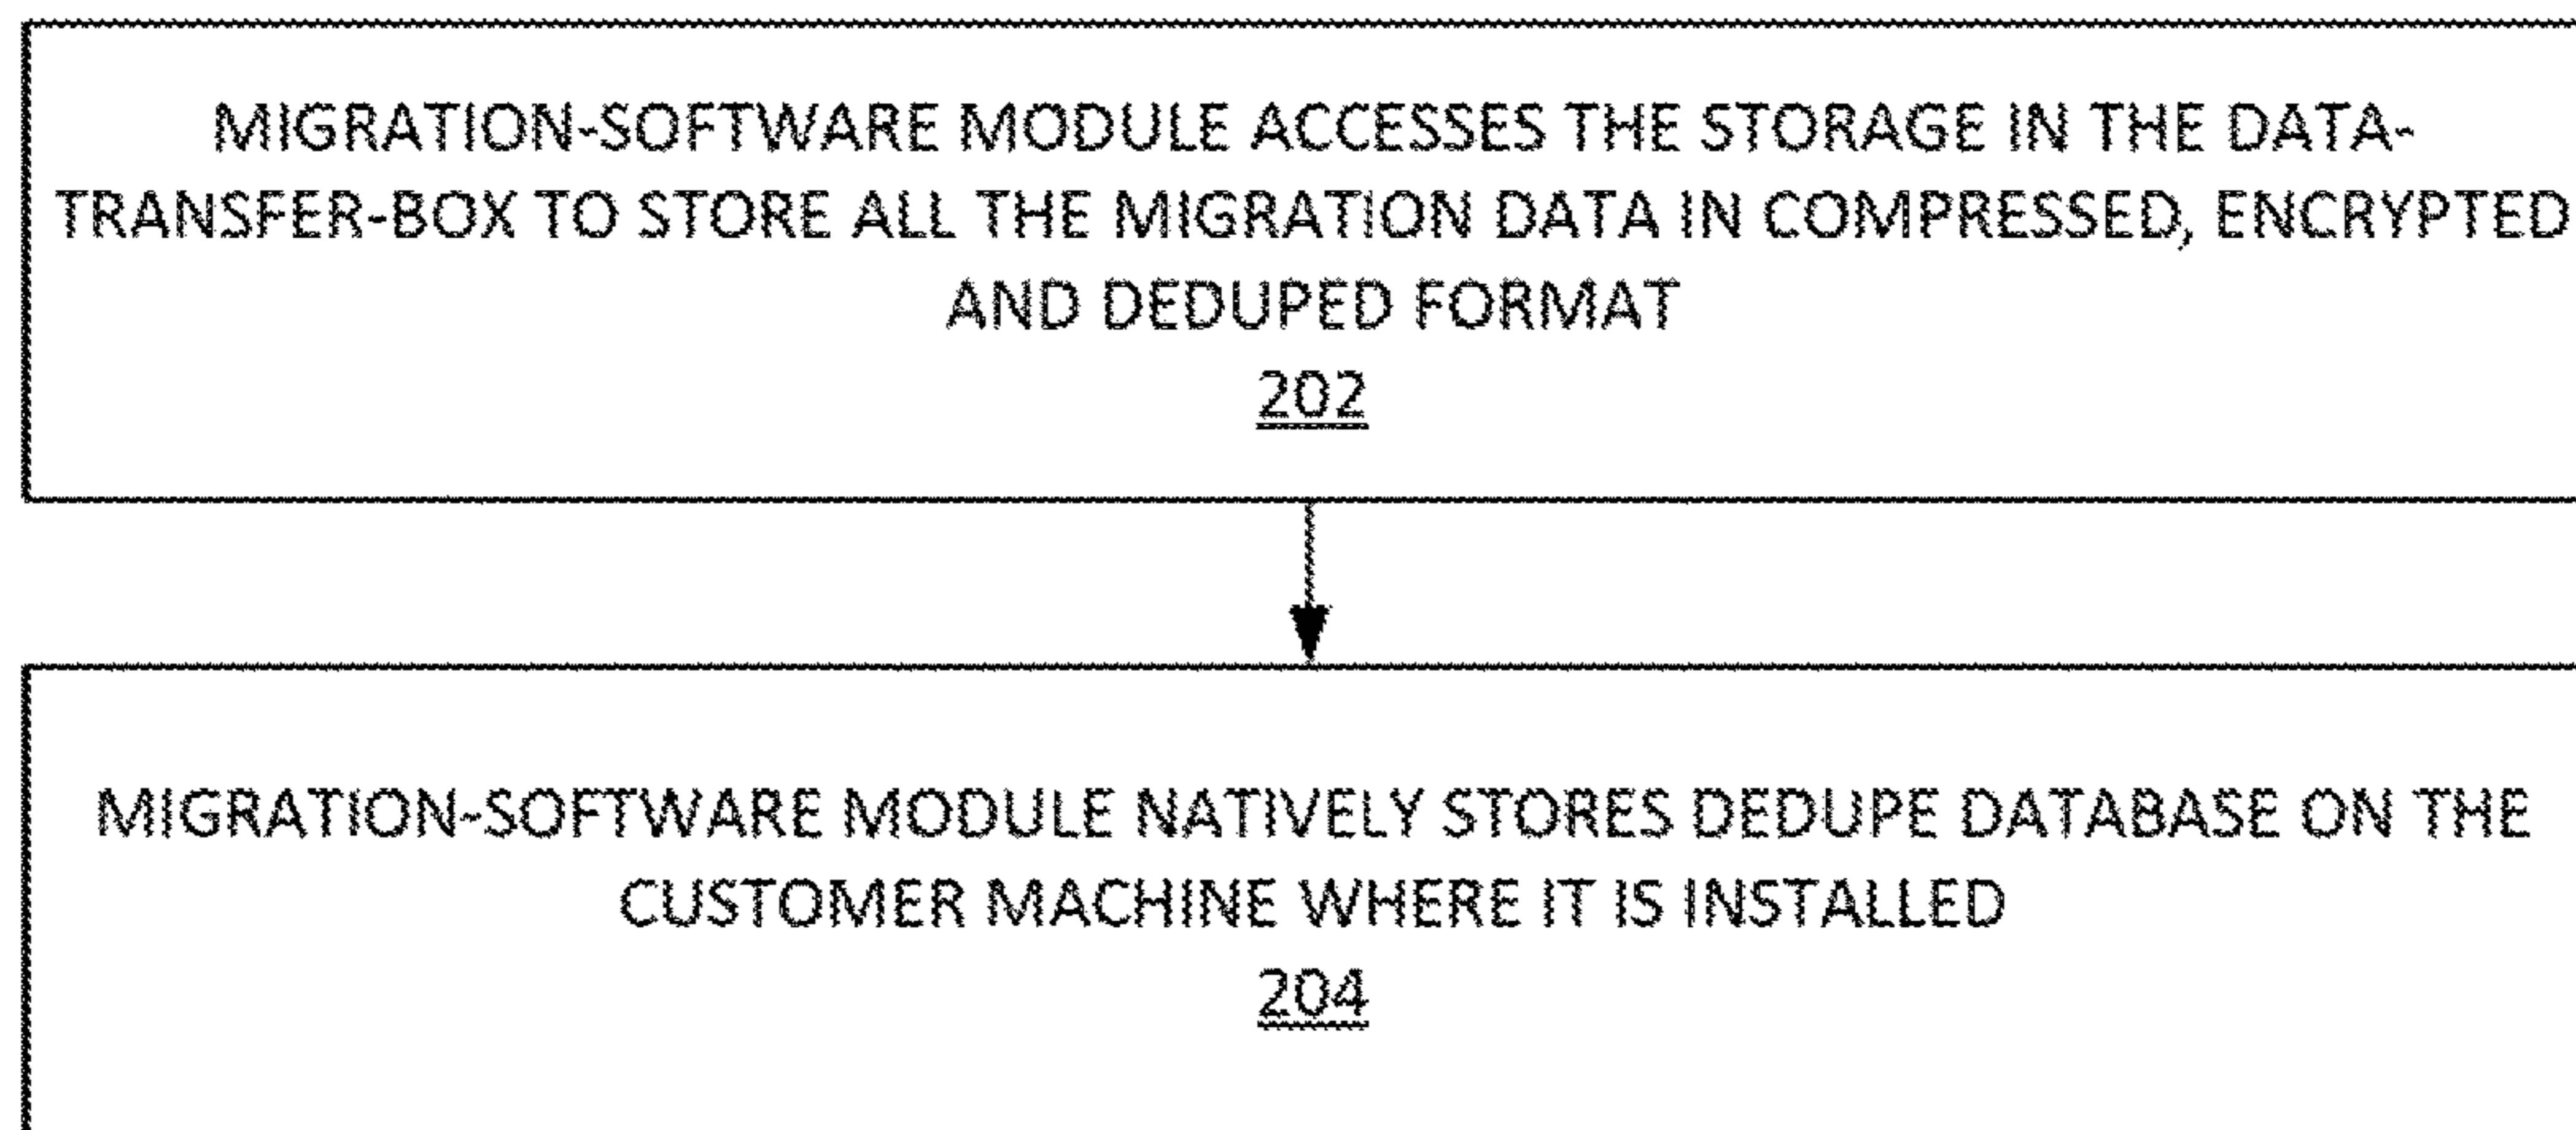 MIGRATION-SOFTWARE MODULE ACCESSES THE STORAGE IN THE DATA-
TRANSFER-BOX TO STORE ALL THE MIGRATION DATA IN COMPRESSED, ENCRYPTED
AND DEDUPED FORMAT
202
MIGRATION-SOFTWARE MODULE NATIVELY STORES DEDUPE DATABASE ON THE
CUSTOMER MACHINE WHERE IT IS INSTALLED
204